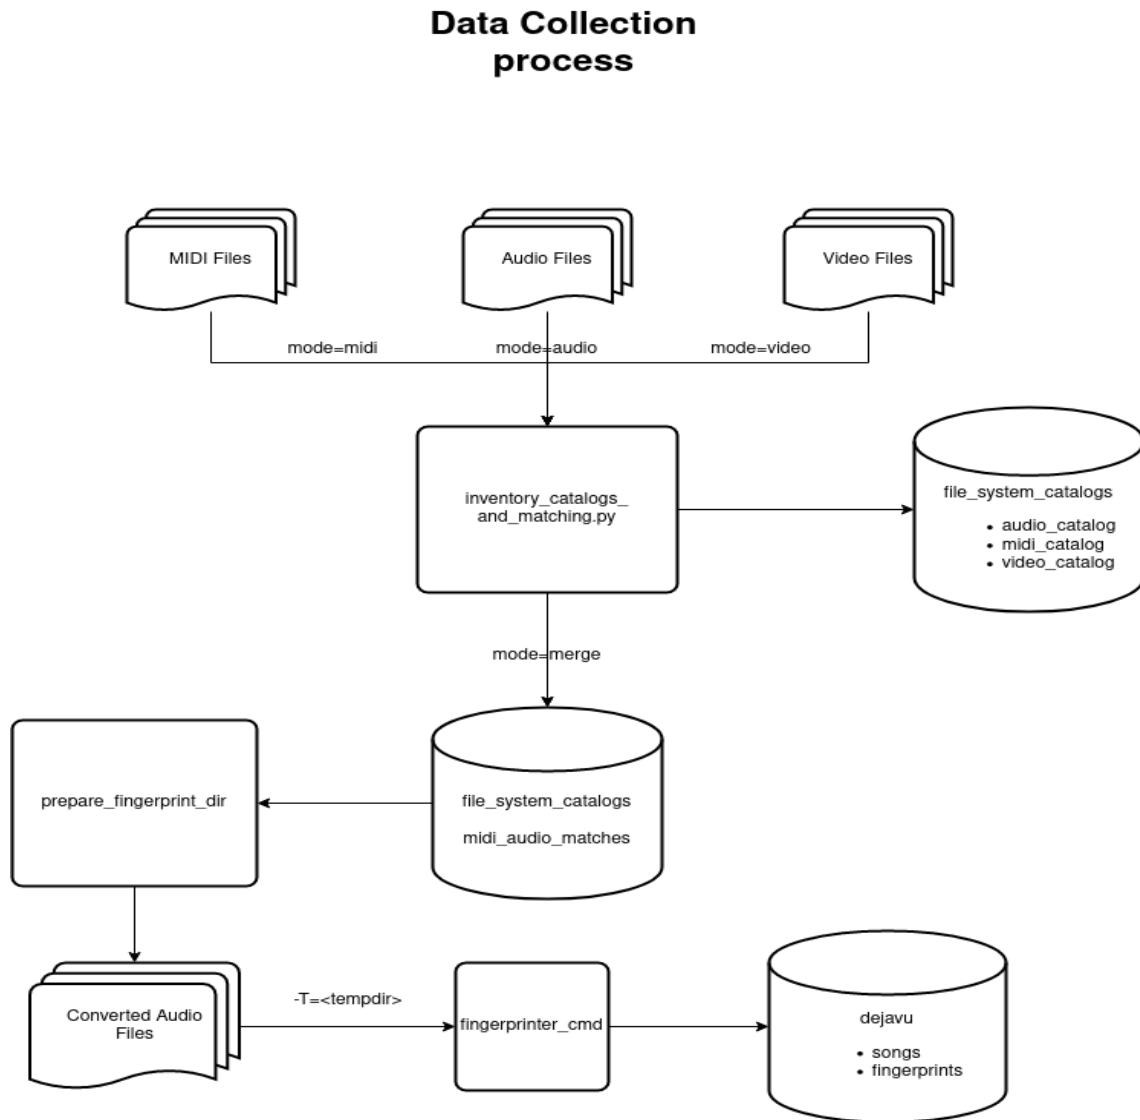 Data Collection
process
MIDI Files
Audio Files
Video Files
mode=midi
mode=audio
mode=video
inventory_catalogs_
and_matching.py
file_system_catalogs
• audio_catalog
• midi_catalog
• video_catalog
mode=merge
prepare_fingerprint_dir
file_system_catalogs
midi_audio_matches
Converted Audio
Files
-T=<tempdir>
fingerprinter_cmd
dejavu
• songs
• fingerprints